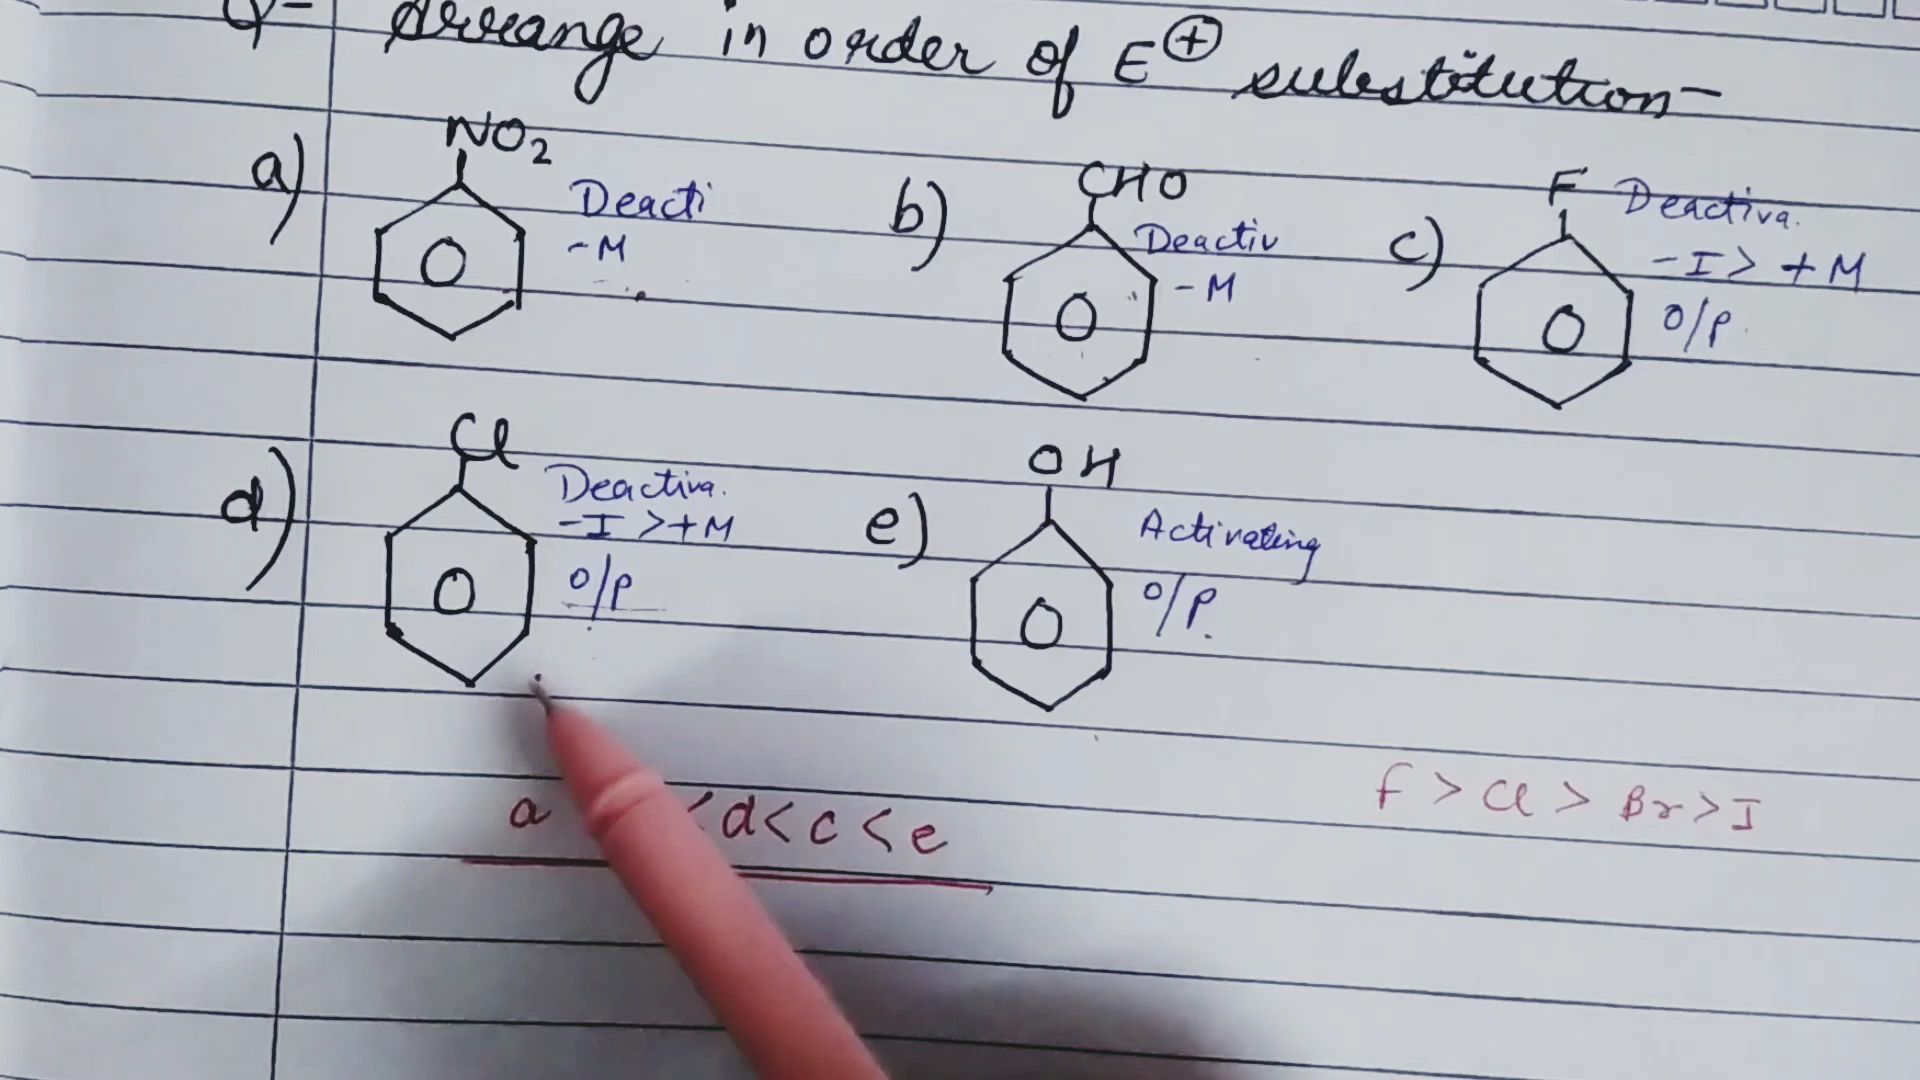 Q- Arrange in order of E⊕ substitution-
a) NO2 Deacti
-M
b) CHO Deactiv
-M
c) F Deactiva.
-I > +M
O/P.
d) Cl Deactiva.
-I > +M
O/P
e) OH Activating
O/P.
a < d < c < e
F > Cl > Br > I